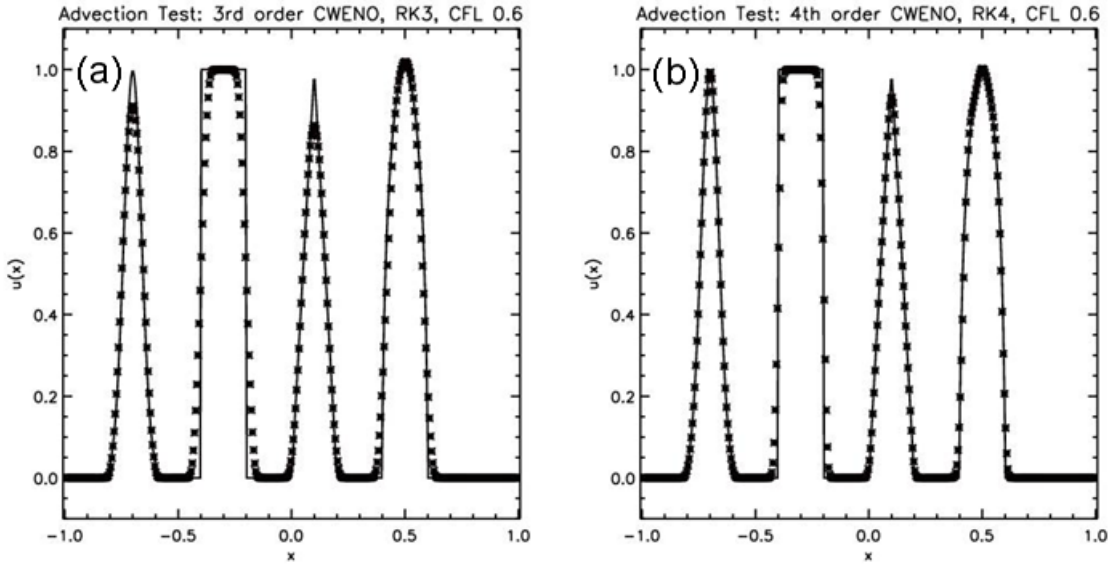 Advection Test: 3rd order CWENO, RK3, CFL 0.6
(a)
1.0
0.8
0.6
0.4
0.2
0.0
u(x)
-1.0 -0.5 0.0 0.5 1.0
x
Advection Test: 4th order CWENO, RK4, CFL 0.6
(b)
1.0
0.8
0.6
0.4
0.2
0.0
u(x)
-1.0 -0.5 0.0 0.5 1.0
x